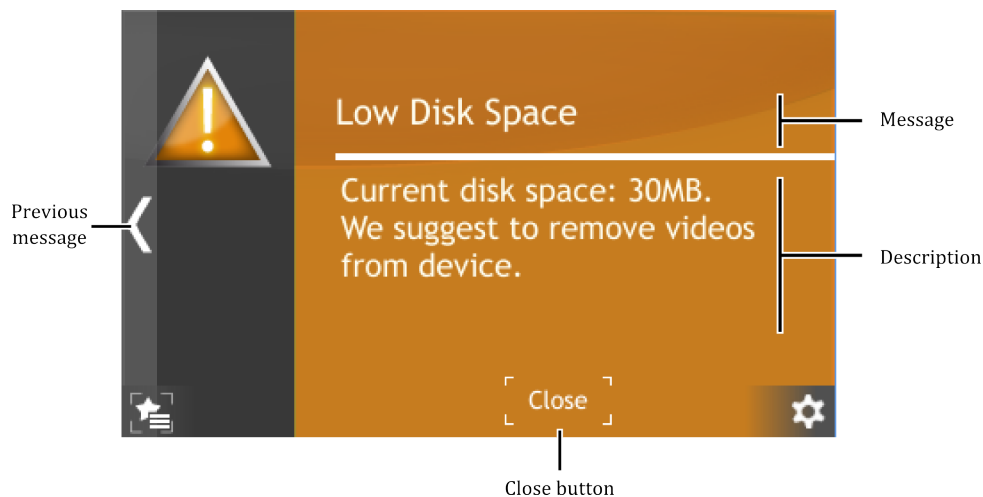 Low Disk Space
Message
Current disk space: 30MB.
We suggest to remove videos
from device.
Previous
message
Description
Close
Close button